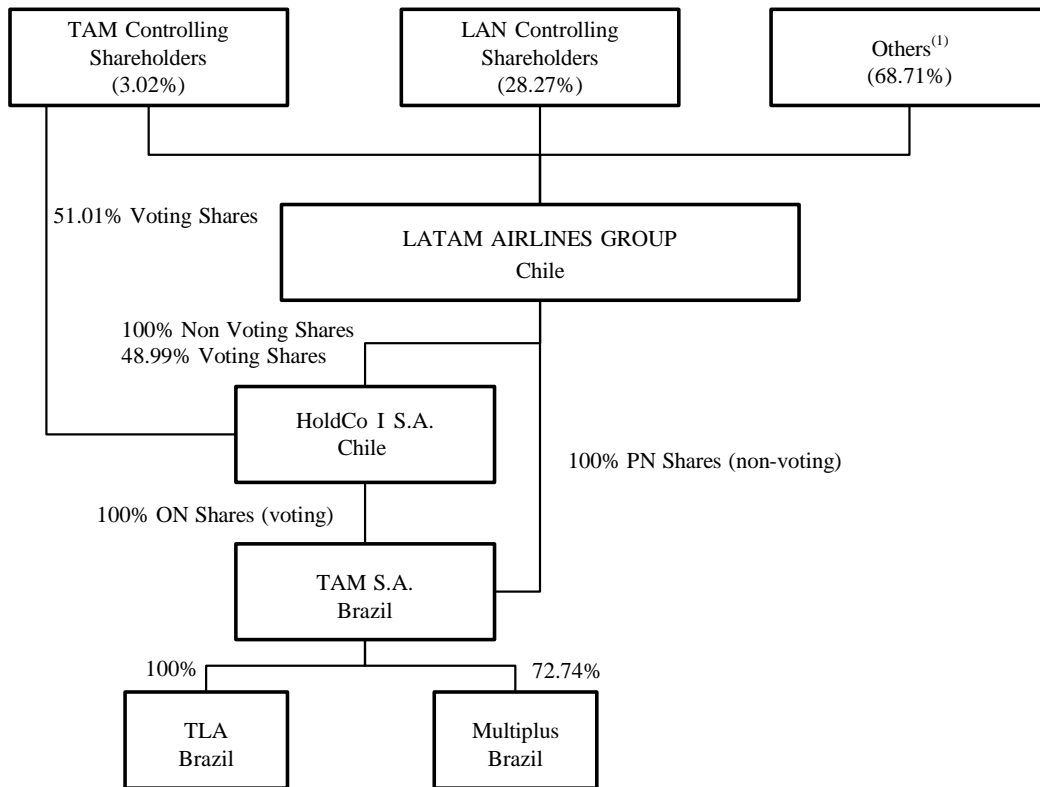 TAM Controlling
Shareholders
(3.02%)
LAN Controlling
Shareholders
(28.27%)
Others(1)
(68.71%)
51.01% Voting Shares
LATAM AIRLINES GROUP
Chile
100% Non Voting Shares
48.99% Voting Shares
HoldCo I S.A.
Chile
100% PN Shares (non-voting)
100% ON Shares (voting)
TAM S.A.
Brazil
100%
72.74%
TLA
Brazil
Multiplus
Brazil